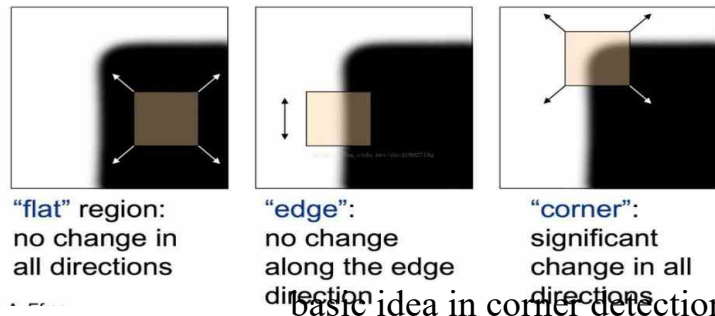 "flat" region:
no change in
all directions
"edge":
no change
along the edge
direction
"corner":
significant
change in all
directions
basic idea in corner detection